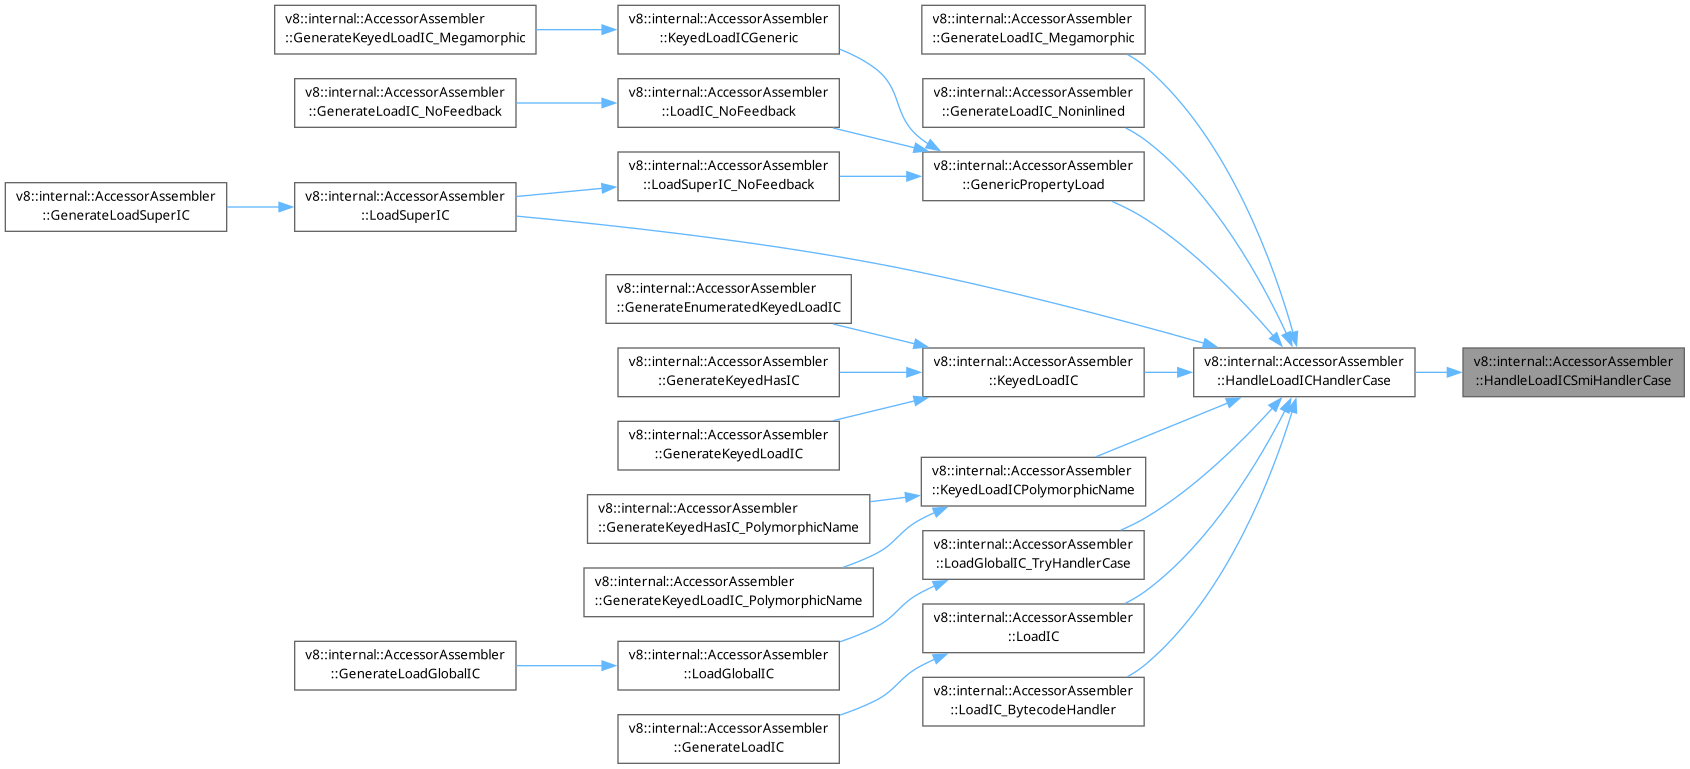 v8::internal::AccessorAssembler
::GenerateKeyedLoadIC_Megamorphic
v8::internal::AccessorAssembler
::KeyedLoadICGeneric
v8::internal::AccessorAssembler
::GenerateLoadIC_Megamorphic
v8::internal::AccessorAssembler
::GenerateLoadIC_NoFeedback
v8::internal::AccessorAssembler
::LoadIC_NoFeedback
v8::internal::AccessorAssembler
::GenerateLoadIC_Noninlined
v8::internal::AccessorAssembler
::GenerateLoadSuperIC
v8::internal::AccessorAssembler
::LoadSuperIC
v8::internal::AccessorAssembler
::LoadSuperIC_NoFeedback
v8::internal::AccessorAssembler
::GenericPropertyLoad
v8::internal::AccessorAssembler
::GenerateEnumeratedKeyedLoadIC
v8::internal::AccessorAssembler
::GenerateKeyedHasIC
v8::internal::AccessorAssembler
::KeyedLoadIC
v8::internal::AccessorAssembler
::HandleLoadICHandlerCase
v8::internal::AccessorAssembler
::HandleLoadICSmiHandlerCase
v8::internal::AccessorAssembler
::GenerateKeyedLoadIC
v8::internal::AccessorAssembler
::KeyedLoadICPolymorphicName
v8::internal::AccessorAssembler
::GenerateKeyedHasIC_PolymorphicName
v8::internal::AccessorAssembler
::LoadGlobalIC_TryHandlerCase
v8::internal::AccessorAssembler
::GenerateKeyedLoadIC_PolymorphicName
v8::internal::AccessorAssembler
::LoadIC
v8::internal::AccessorAssembler
::GenerateLoadGlobalIC
v8::internal::AccessorAssembler
::LoadGlobalIC
v8::internal::AccessorAssembler
::LoadIC_BytecodeHandler
v8::internal::AccessorAssembler
::GenerateLoadIC